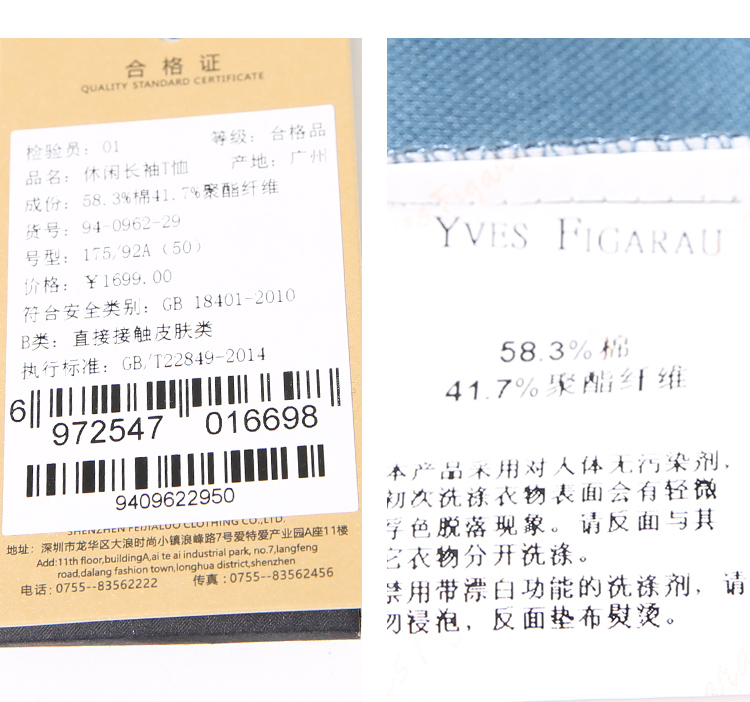 合格证
QUALITY STANDARD CERTIFICATE
检验员：01 等级：合格品
品名：休闲长袖T恤 产地：广州
成份：58.3%棉41.7%聚酯纤维
货号：94-0962-29
号型：175/92A（50）
价格：￥1699.00
符合安全类别：GB 18401-2010
B类：直接接触皮肤类
执行标准：GB/T22849-2014
6 972547 016698
9409622950
SHENZHEN FEIJIALUO CLOTHING CO.,LTD.
地址：深圳市龙华区大浪时尚小镇浪峰路7号爱特爱产业园A座11楼
Add:11th floor,buildingA,ai te ai industrial park, no.7,langfeng
road,dalang fashion town,longhua district,shenzhen
电话：0755--83562222 传真：0755--83562456
YVES FIGARAU
58.3%棉
41.7%聚酯纤维
本产品采用对人体无污染剂，
初次洗涤衣物表面会有轻微
浮色脱落现象。请反面与其
它衣物分开洗涤。
禁用带漂白功能的洗涤剂，请
勿浸泡，反面垫布熨烫。